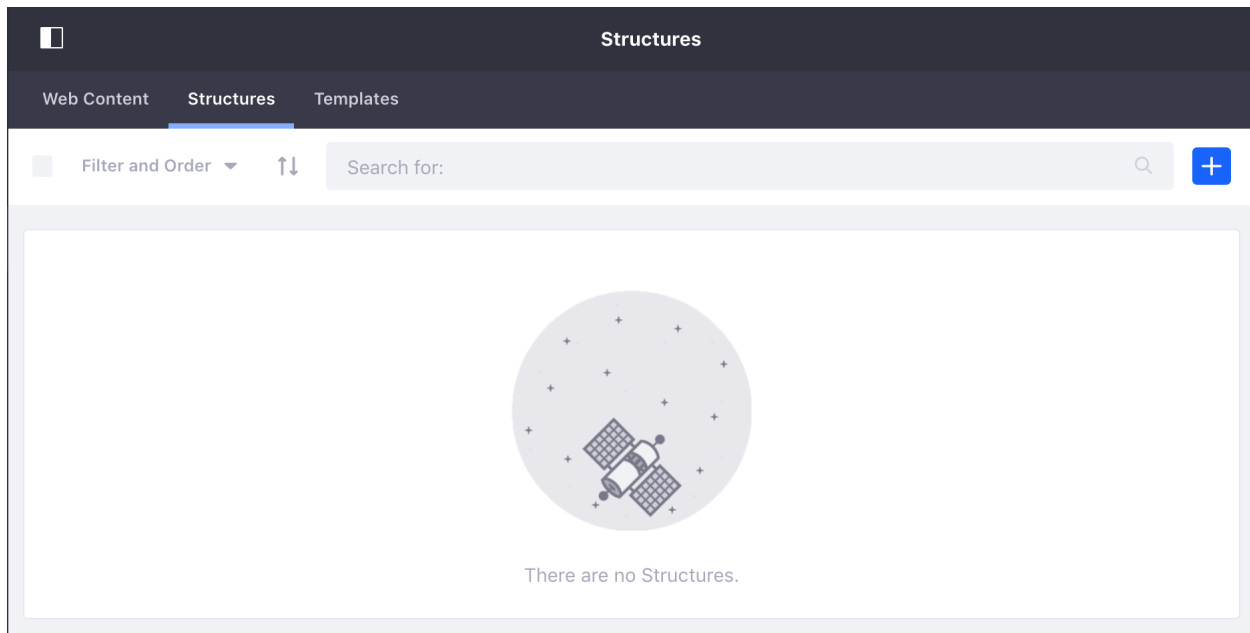 Structures
Web Content Structures Templates
Filter and Order Search for:
There are no Structures.